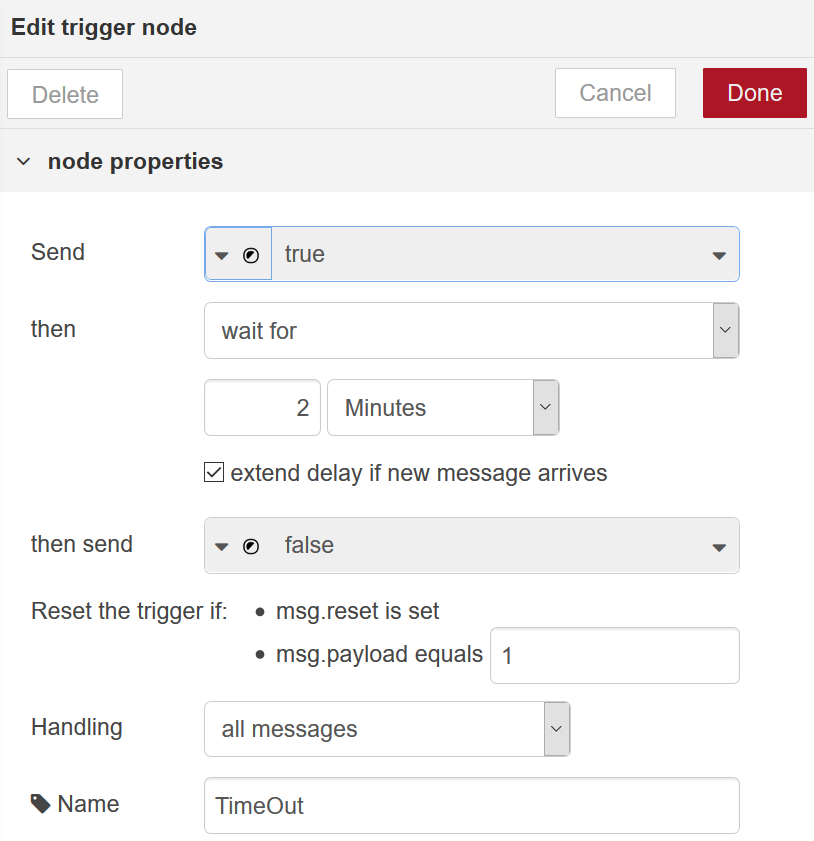 Edit trigger node
Delete Cancel Done
node properties
Send true
then wait for
2 Minutes
extend delay if new message arrives
then send false
Reset the trigger if: • msg.reset is set
• msg.payload equals 1
Handling all messages
Name TimeOut